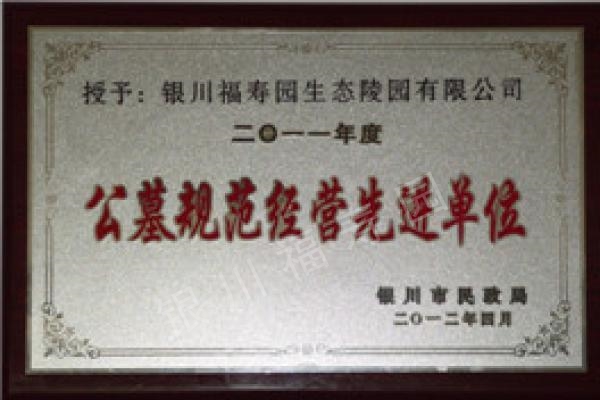 授予：银川福寿园生态陵园有限公司
二〇一一年度
公墓规范经营先进单位
银川市民政局
二〇一二年四月